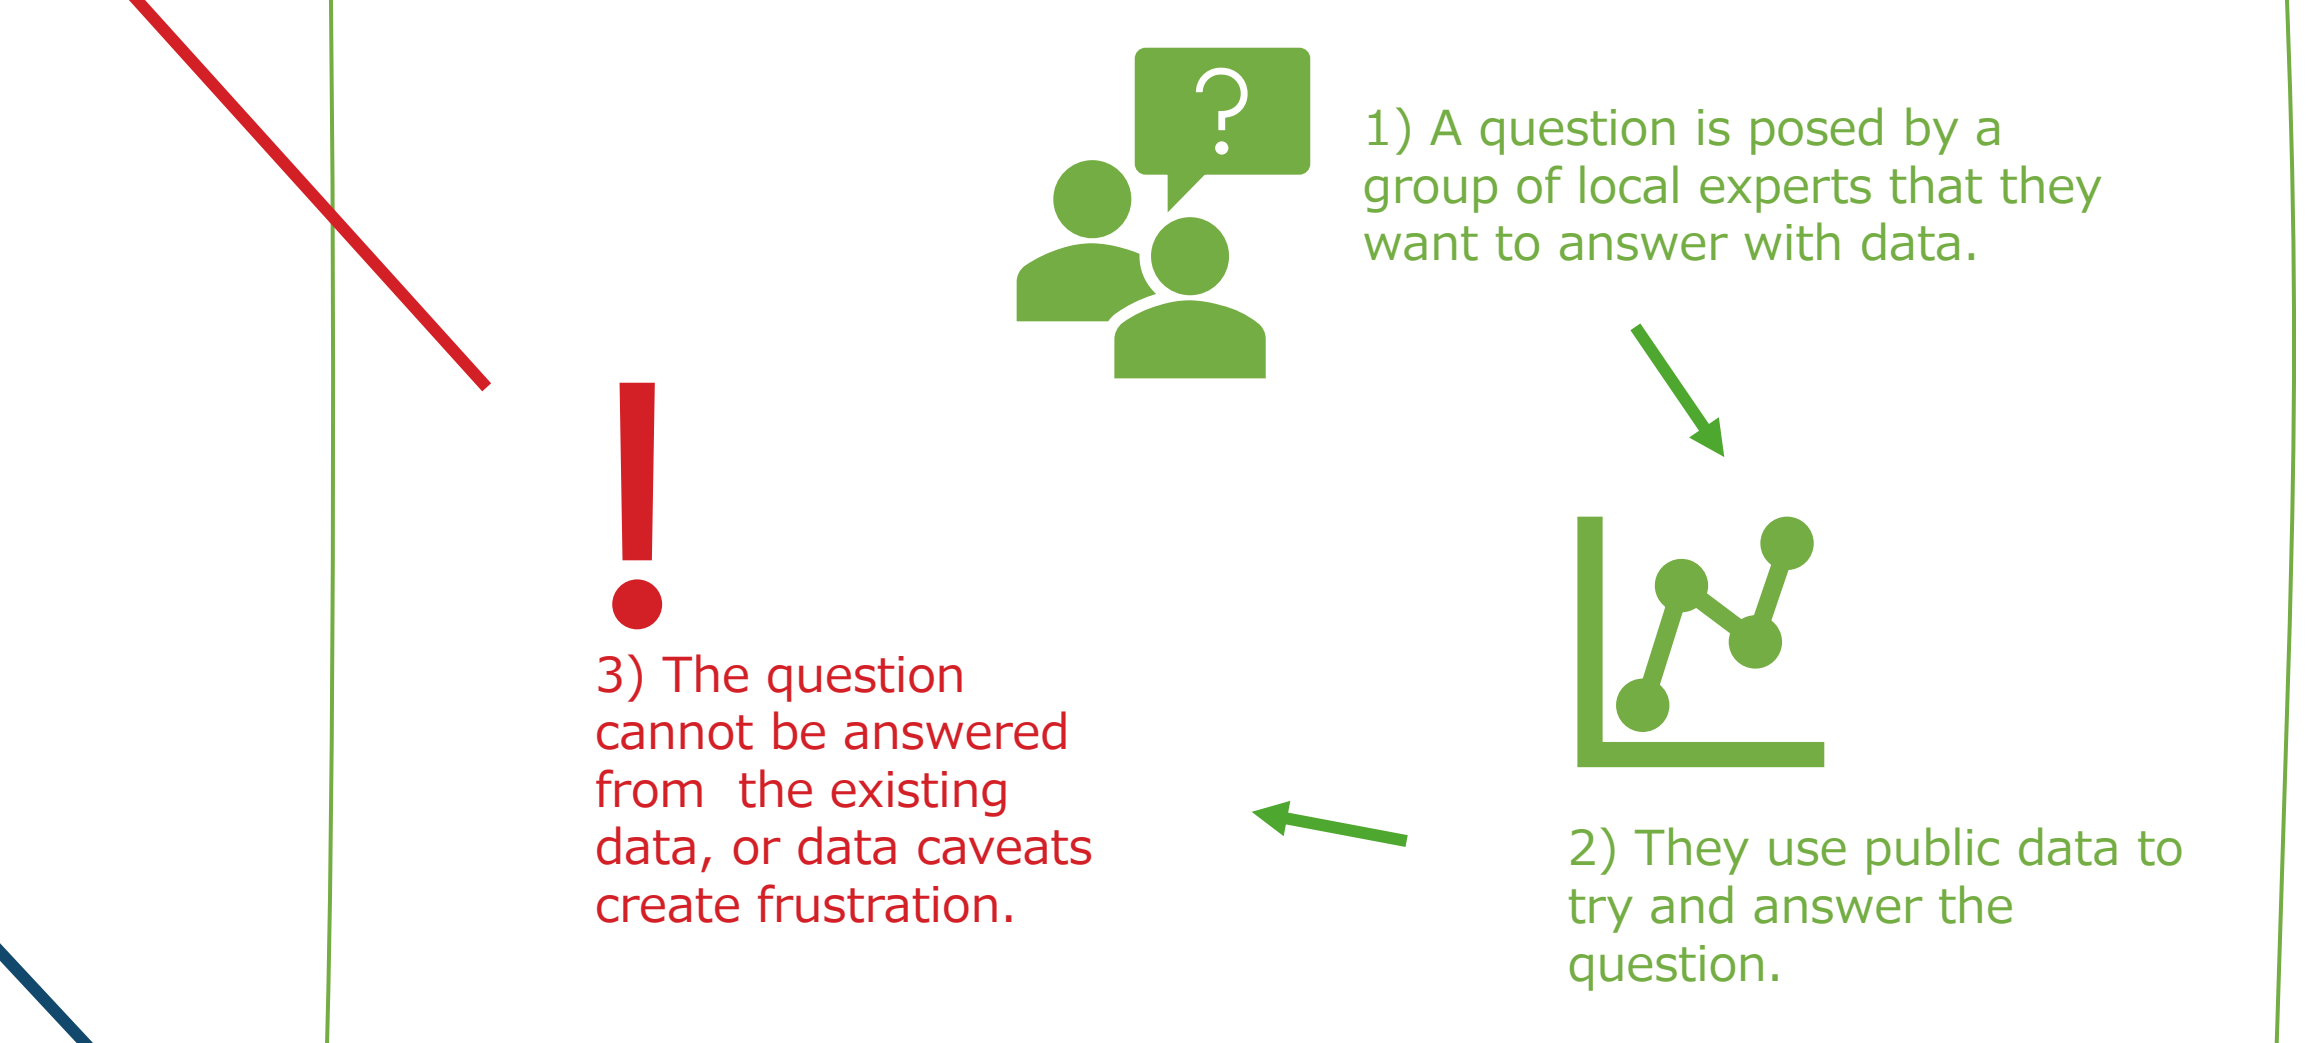 ?
1) A question is posed by a
group of local experts that they
want to answer with data.
2) They use public data to
try and answer the
question.
!
3) The question
cannot be answered
from  the existing
data, or data caveats
create frustration.